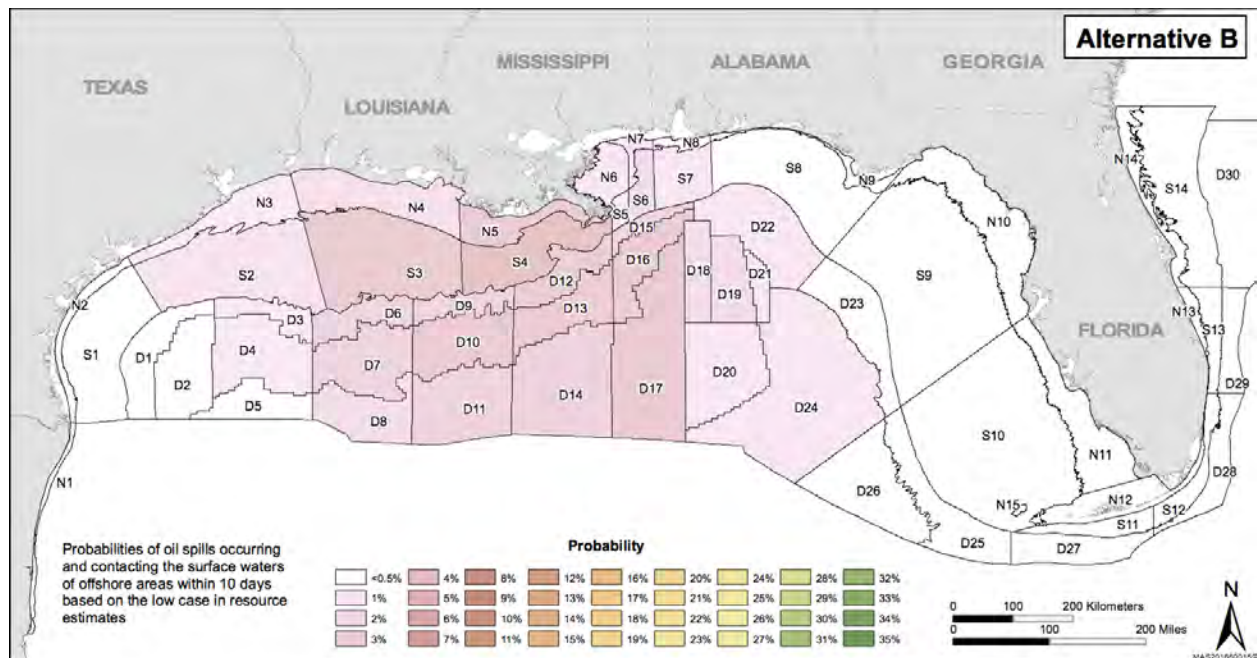 Alternative B
MISSISSIPPI
ALABAMA
GEORGIA
TEXAS
LOUISIANA
FLORIDA
N7
N8
N6
S6
S7
S5
S8
N9
N14
S14
D30
N3
N4
N5
D15
D22
N10
S2
S3
S4
D12
D16
D18
D21
D19
S9
N2
S1
D1
D2
D3
D4
D5
D6
D9
D7
D10
D13
D8
D11
D14
D17
D20
D23
D24
N13
S13
D29
S10
N11
D28
N1
D26
N15
N12
S11
S12
D25
D27
Probabilities of oil spills occurring
and contacting the surface waters
of offshore areas within 10 days
based on the low case in resource
estimates
Probability
<0.5% 4% 8% 12% 16% 20% 24% 28% 32%
1% 5% 9% 13% 17% 21% 25% 29% 33%
2% 6% 10% 14% 18% 22% 26% 30% 34%
3% 7% 11% 15% 19% 23% 27% 31% 35%
0 100 200 Kilometers
0 100 200 Miles
N